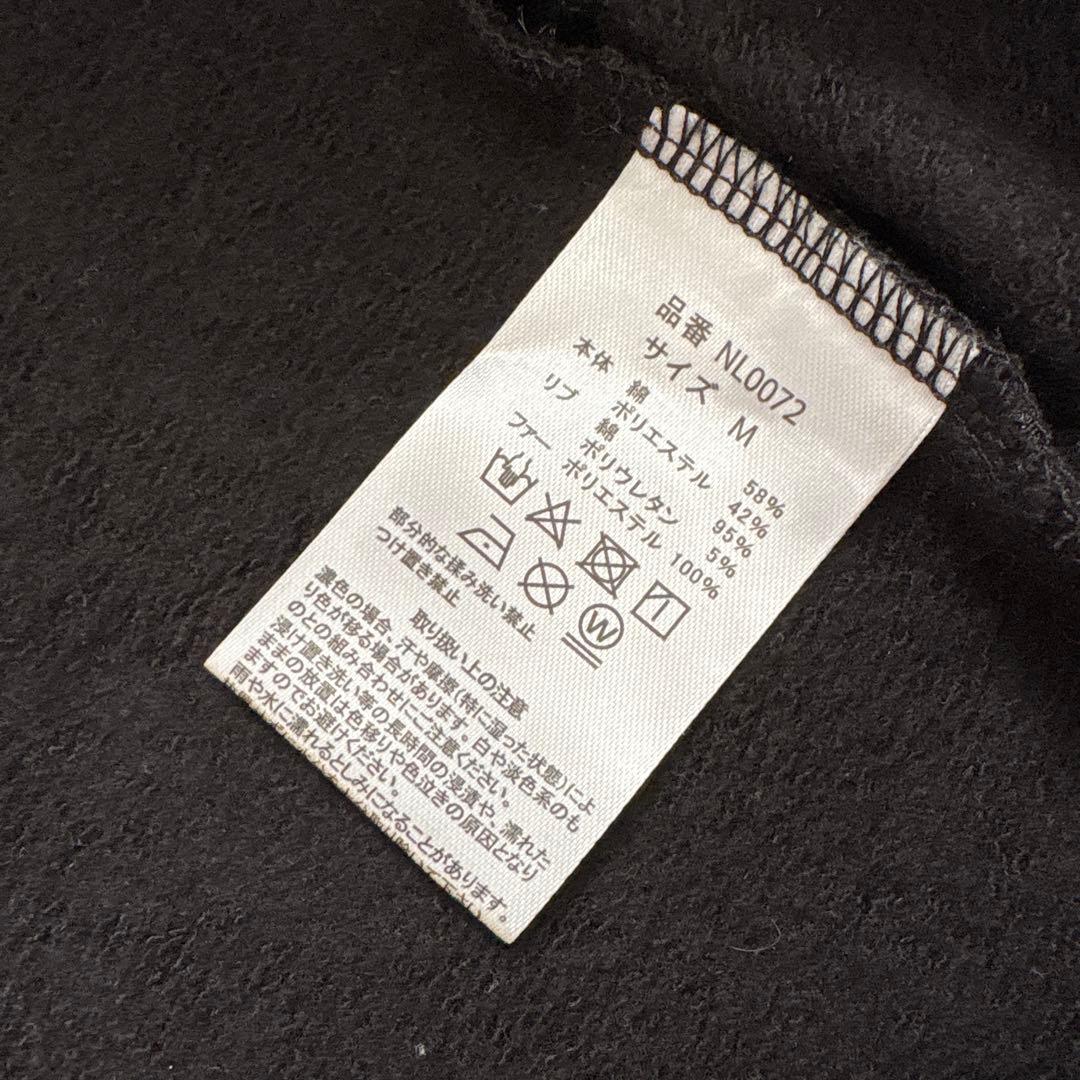 品番 NL0072
サイズ M
本体 綿 58%
ポリエステル 42%
リブ 綿 95%
ポリウレタン 5%
ファー ポリエステル 100%
W
部分的な揉み洗い禁止
つけ置き禁止
取り扱い上の注意
濃色の場合、汗や摩擦(特に湿った状態)によ
り色が移る場合があります。白や淡色系のも
のとの組み合わせにご注意ください。
浸け置き洗い等の長時間の浸漬や、濡れた
ままの放置は色移りや色泣きの原因となり
ますのでお避けください。
雨や水に濡れるとしみになることがあります。